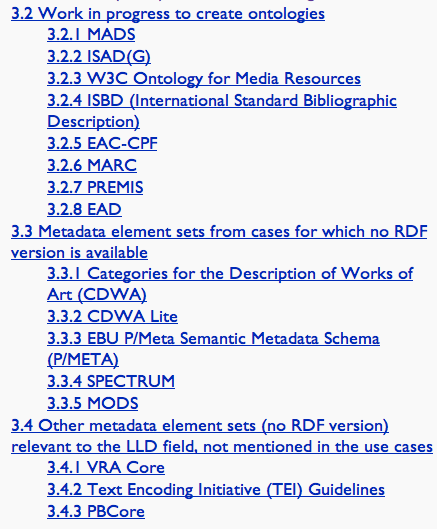 3.2 Work in progress to create ontologies
3.2.1 MADS
3.2.2 ISAD(G)
3.2.3 W3C Ontology for Media Resources
3.2.4 ISBD (International Standard Bibliographic
Description)
3.2.5 EAC-CPF
3.2.6 MARC
3.2.7 PREMIS
3.2.8 EAD
3.3 Metadata element sets from cases for which no RDF
version is available
3.3.1 Categories for the Description of Works of
Art (CDWA)
3.3.2 CDWA Lite
3.3.3 EBU P/Meta Semantic Metadata Schema
(P/META)
3.3.4 SPECTRUM
3.3.5 MODS
3.4 Other metadata element sets (no RDF version)
relevant to the LLD field, not mentioned in the use cases
3.4.1 VRA Core
3.4.2 Text Encoding Initiative (TEI) Guidelines
3.4.3 PBCore